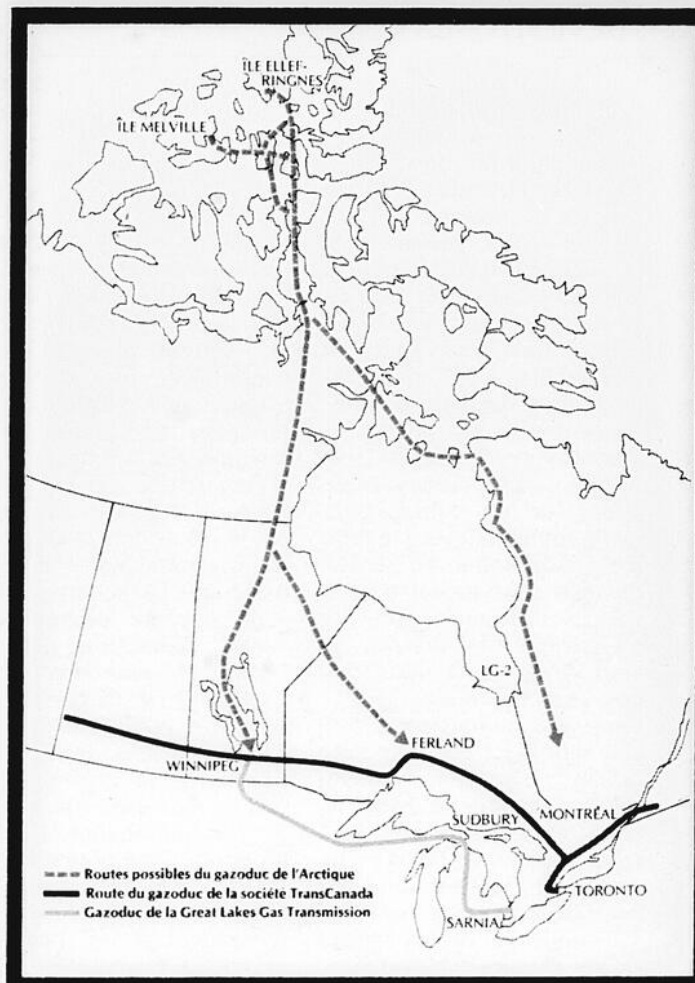 ÎLE ELLEF-
RINGNES
ÎLE MELVILLE
LG-2
FERLAND
WINNIPEG
SUDBURY
MONTRÉAL
TORONTO
SARNIA
Routes possibles du gazoduc de l'Arctique
Route du gazoduc de la société TransCanada
Gazoduc de la Great Lakes Gas Transmission